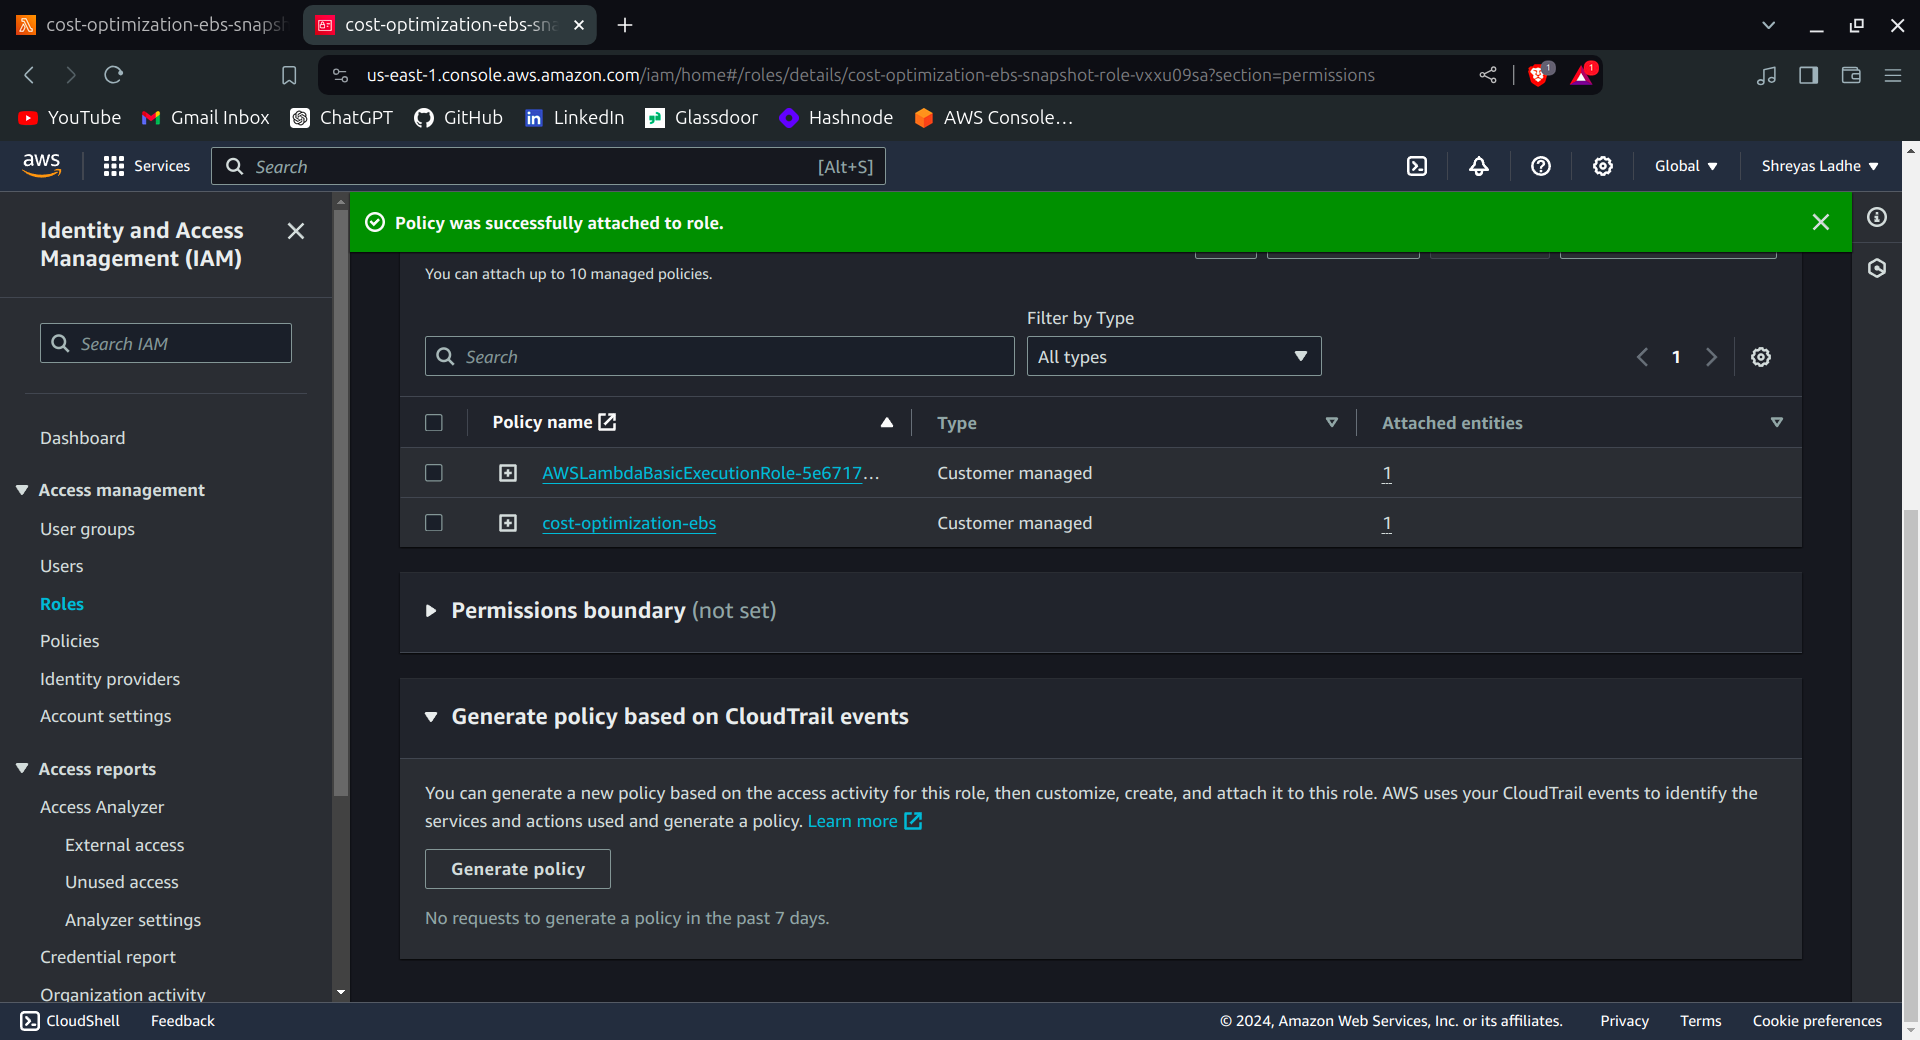 cost-optimization-ebs-snapsh
cost-optimization-ebs-sna
us-east-1.console.aws.amazon.com/iam/home#/roles/details/cost-optimization-ebs-snapshot-role-vxxu09sa?section=permissions
1
1
YouTube
Gmail Inbox
ChatGPT
GitHub
LinkedIn
Glassdoor
Hashnode
AWS Console...
aws
Services
Search
[Alt+S]
Global
Shreyas Ladhe
Identity and Access
Management (IAM)
Search IAM
Dashboard
Access management
User groups
Users
Roles
Policies
Identity providers
Account settings
Access reports
Access Analyzer
External access
Unused access
Analyzer settings
Credential report
Organization activity
Policy was successfully attached to role.
You can attach up to 10 managed policies.
Filter by Type
Search
All types
1
Policy name
Type
Attached entities
AWSLambdaBasicExecutionRole-5e6717...
Customer managed
1
cost-optimization-ebs
Customer managed
1
Permissions boundary (not set)
Generate policy based on CloudTrail events
You can generate a new policy based on the access activity for this role, then customize, create, and attach it to this role. AWS uses your CloudTrail events to identify the
services and actions used and generate a policy. Learn more
Generate policy
No requests to generate a policy in the past 7 days.
CloudShell
Feedback
© 2024, Amazon Web Services, Inc. or its affiliates.
Privacy
Terms
Cookie preferences